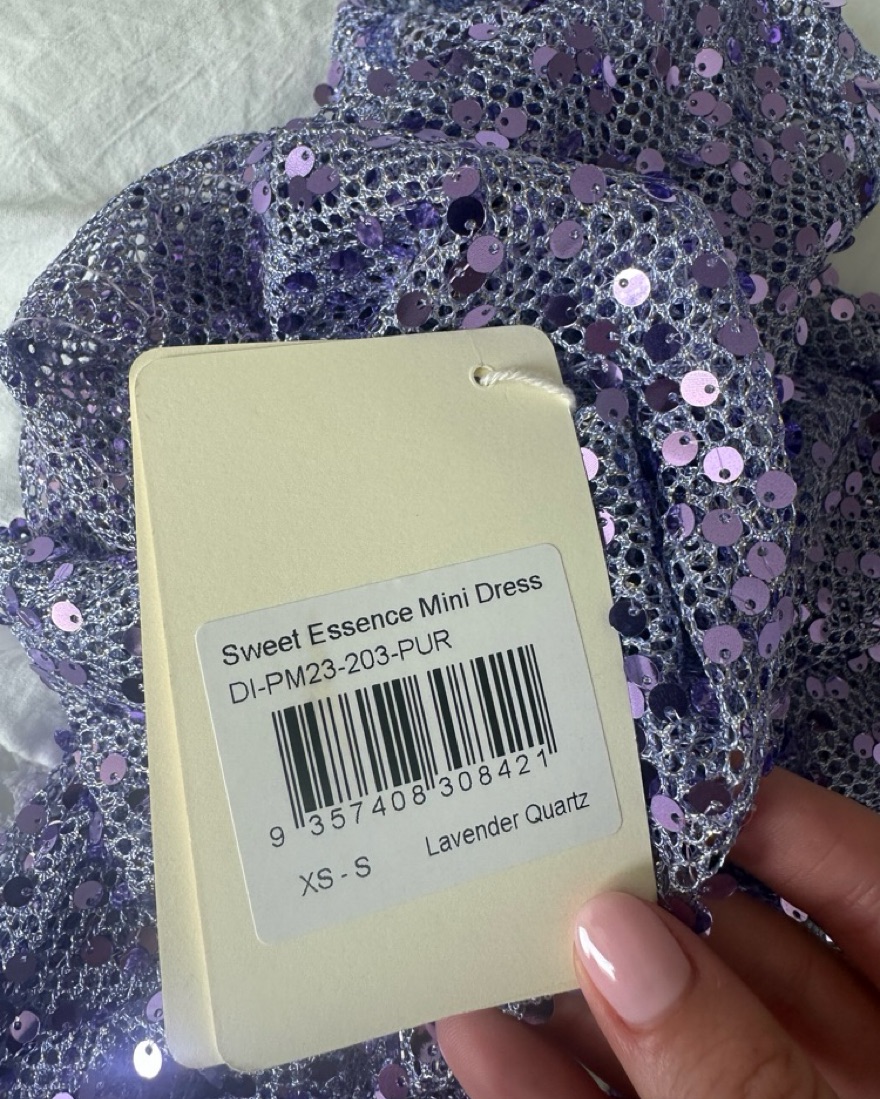 Sweet Essence Mini Dress
DI-PM23-203-PUR
9 357408 308421
XS - S Lavender Quartz